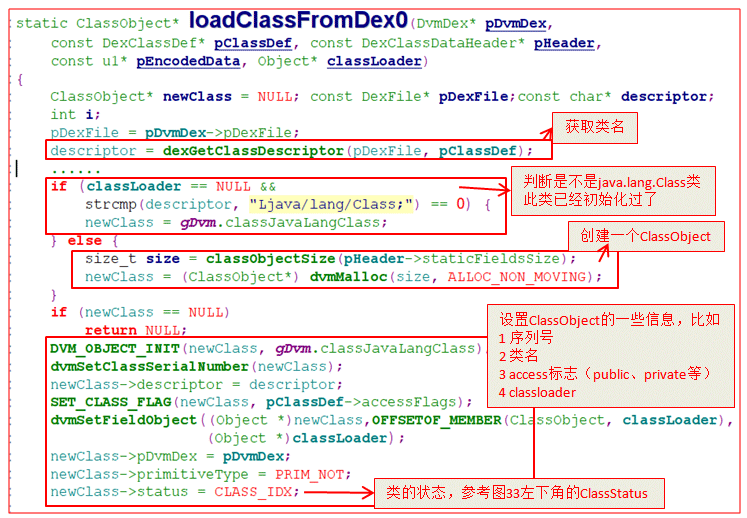 static ClassObject* loadClassFromDex0(DvmDex* pDvmDex,
const DexClassDef* pClassDef, const DexClassDataHeader* pHeader,
const u1* pEncodedData, Object* classLoader)
{
ClassObject* newClass = NULL; const DexFile* pDexFile;const char* descriptor;
int i;
pDexFile = pDvmDex->pDexFile;
获取类名
descriptor = dexGetClassDescriptor(pDexFile, pClassDef);
......
判断是不是java.lang.Class类
此类已经初始化过了
if (classLoader == NULL &&
strcmp(descriptor, "Ljava/lang/Class;") == 0) {
newClass = gDvm.classJavaLangClass;
} else {
创建一个ClassObject
size_t size = classObjectSize(pHeader->staticFieldsSize);
newClass = (ClassObject*) dvmMalloc(size, ALLOC_NON_MOVING);
}
if (newClass == NULL)
return NULL;
设置ClassObject的一些信息，比如
1 序列号
2 类名
3 access标志（public、private等）
4 classloader
DVM_OBJECT_INIT(newClass, gDvm.classJavaLangClass)
dvmSetClassSerialNumber(newClass);
newClass->descriptor = descriptor;
SET_CLASS_FLAG(newClass, pClassDef->accessFlags);
dvmSetFieldObject((Object *)newClass,OFFSETOF_MEMBER(ClassObject, classLoader),
(Object *)classLoader);
newClass->pDvmDex = pDvmDex;
newClass->primitiveType = PRIM_NOT;
newClass->status = CLASS_IDX;
类的状态，参考图33左下角的ClassStatus